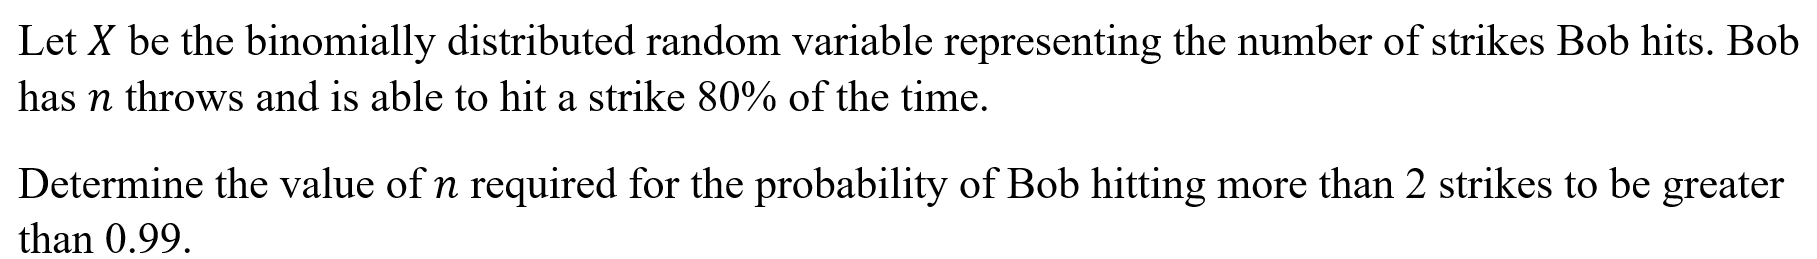 Let X be the binomially distributed random variable representing the number of strikes Bob hits. Bob
has n throws and is able to hit a strike 80% of the time.
Determine the value of n required for the probability of Bob hitting more than 2 strikes to be greater
than 0.99.